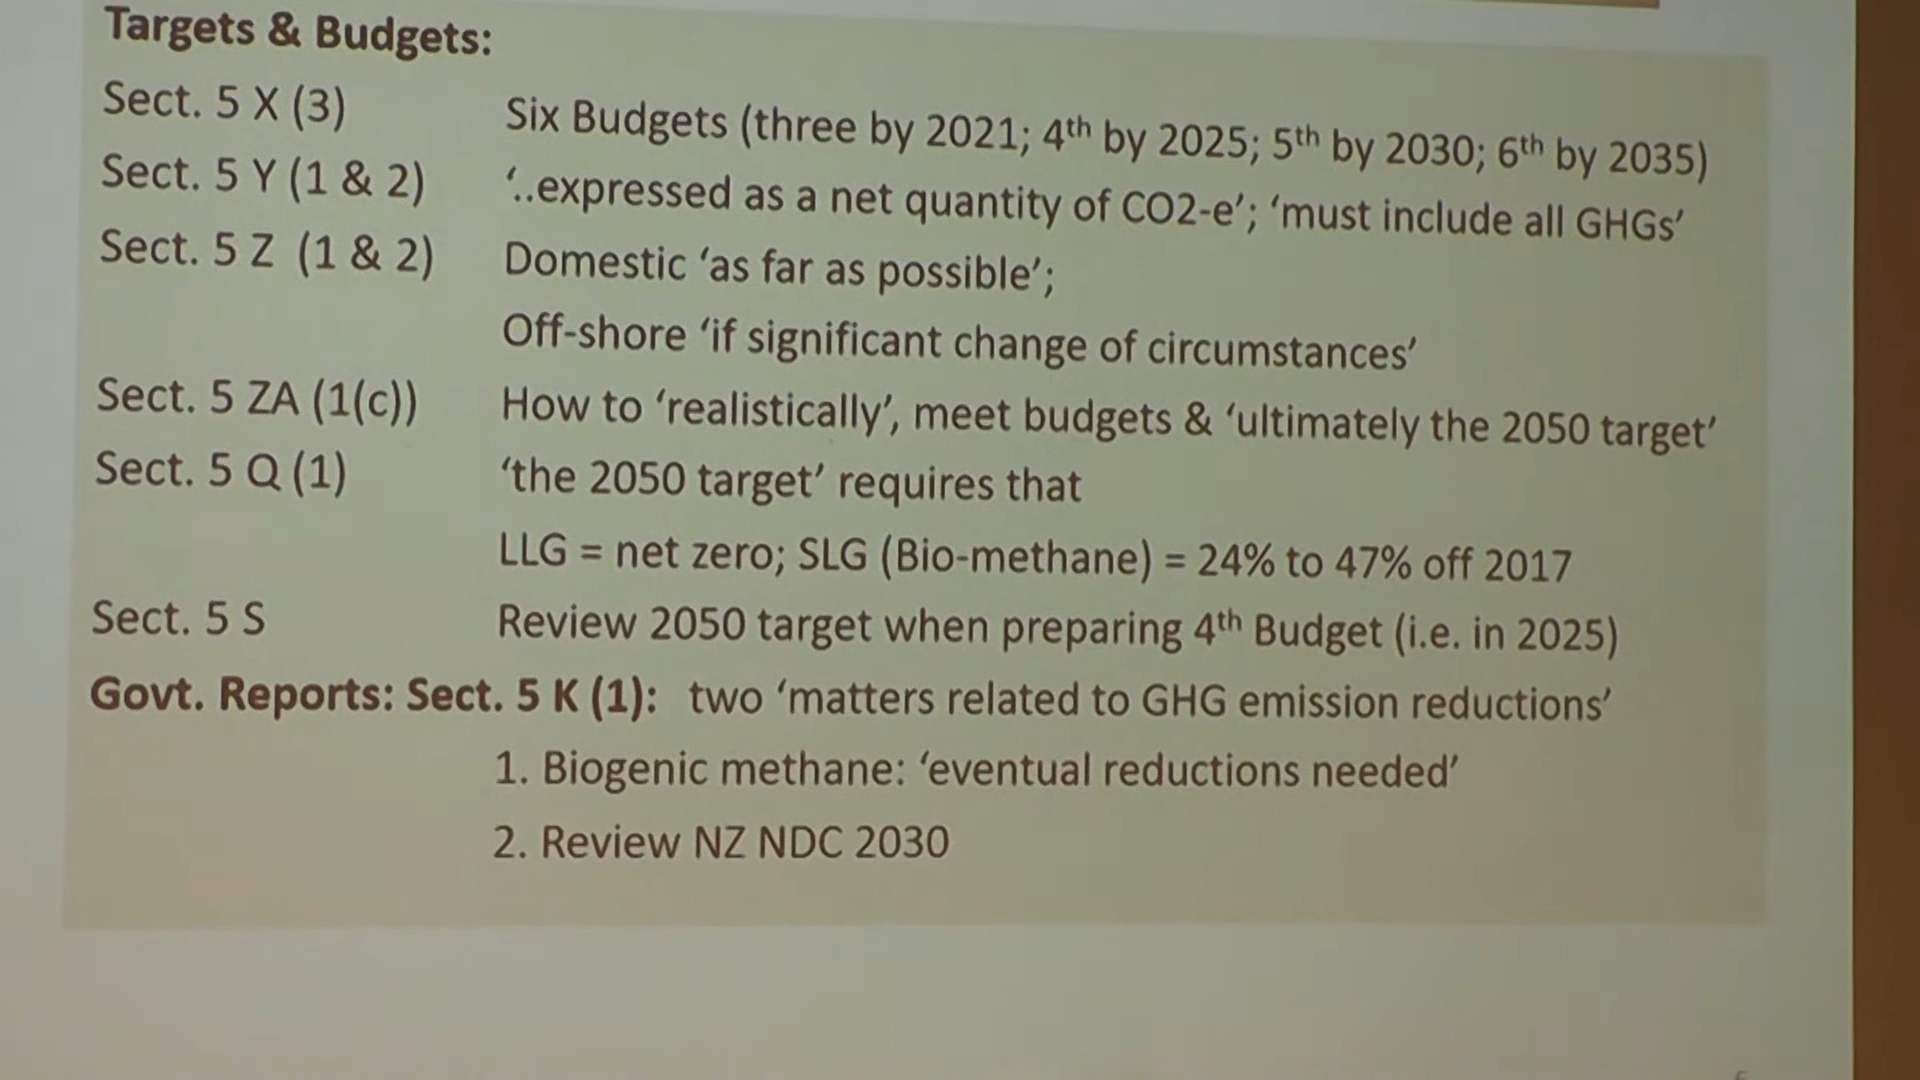 Targets & Budgets:
Sect. 5 X (3) Six Budgets (three by 2021; 4th by 2025; 5th by 2030; 6th by 2035)
Sect. 5 Y (1 & 2) ‘..expressed as a net quantity of CO2-e’; ‘must include all GHGs’
Sect. 5 Z (1 & 2) Domestic ‘as far as possible’;
Off-shore ‘if significant change of circumstances’
Sect. 5 ZA (1(c)) How to ‘realistically’, meet budgets & ‘ultimately the 2050 target’
Sect. 5 Q (1) ‘the 2050 target’ requires that
LLG = net zero; SLG (Bio-methane) = 24% to 47% off 2017
Sect. 5 S Review 2050 target when preparing 4th Budget (i.e. in 2025)
Govt. Reports: Sect. 5 K (1): two ‘matters related to GHG emission reductions’
1. Biogenic methane: ‘eventual reductions needed’
2. Review NZ NDC 2030